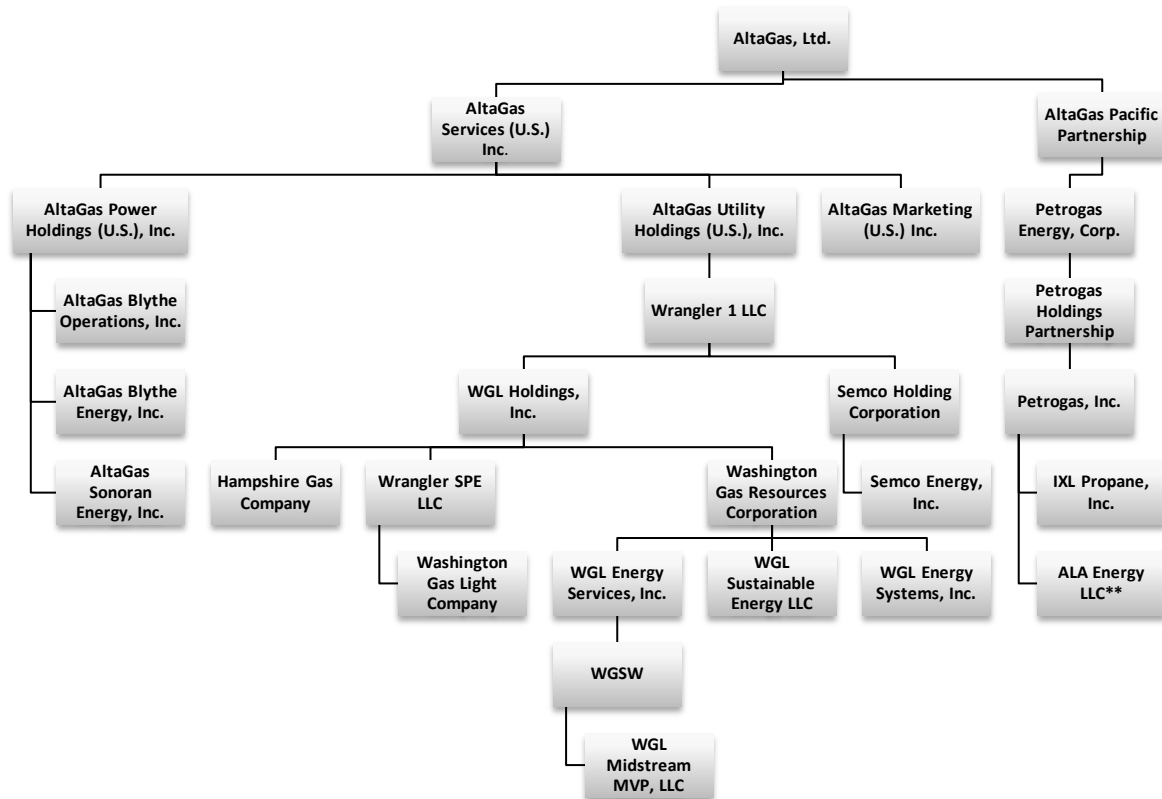 AltaGas, Ltd.
AltaGas
Services (U.S.)
Inc.
AltaGas Pacific
Partnership
AltaGas Power
Holdings (U.S.), Inc.
AltaGas Utility
Holdings (U.S.), Inc.
AltaGas Marketing
(U.S.) Inc.
Petrogas
Energy, Corp.
AltaGas Blythe
Operations, Inc.
Wrangler 1 LLC
Petrogas
Holdings
Partnership
AltaGas Blythe
Energy, Inc.
WGL Holdings,
Inc.
Semco Holding
Corporation
Petrogas, Inc.
AltaGas
Sonoran
Energy, Inc.
Hampshire Gas
Company
Wrangler SPE
LLC
Washington
Gas Resources
Corporation
Semco Energy,
Inc.
IXL Propane,
Inc.
Washington
Gas Light
Company
WGL Energy
Services, Inc.
WGL
Sustainable
Energy LLC
WGL Energy
Systems, Inc.
ALA Energy
LLC**
WGSW
WGL
Midstream
MVP, LLC